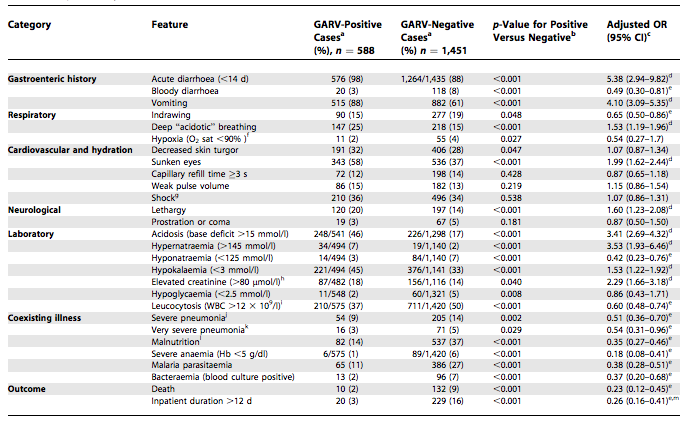 Category Feature GARV-Positive GARV-Negative p-Value for Positive Adjusted OR
Cases^a Cases^a Versus Negative^b (95% CI)^c
(%), n = 588 (%) n = 1,451
Gastroenteric history Acute diarrhoea (<14 d) 576 (98) 1,264/1,435 (88) <0.001 5.38 (2.94–9.82)^d
Bloody diarrhoea 20 (3) 118 (8) <0.001 0.49 (0.30–0.81)^e
Vomiting 515 (88) 882 (61) <0.001 4.10 (3.09–5.35)^d
Respiratory Indrawing 90 (15) 277 (19) 0.048 0.65 (0.50–0.86)^e
Deep "acidotic" breathing 147 (25) 218 (15) <0.001 1.53 (1.19–1.96)^d
Hypoxia (O₂ sat <90% )^f 11 (2) 55 (4) 0.027 0.54 (0.27–1.7)
Cardiovascular and hydration Decreased skin turgor 191 (32) 406 (28) 0.047 1.07 (0.87–1.34)
Sunken eyes 343 (58) 536 (37) <0.001 1.99 (1.62–2.44)^d
Capillary refill time ≥3 s 72 (12) 198 (14) 0.428 0.87 (0.65–1.18)
Weak pulse volume 86 (15) 182 (13) 0.219 1.15 (0.86–1.54)
Shock^g 210 (36) 496 (34) 0.538 1.07 (0.86–1.31)
Neurological Lethargy 120 (20) 197 (14) <0.001 1.60 (1.23–2.08)^d
Prostration or coma 19 (3) 67 (5) 0.181 0.87 (0.50–1.50)
Laboratory Acidosis (base deficit >15 mmol/l) 248/541 (46) 226/1,298 (17) <0.001 3.41 (2.69–4.32)^d
Hypernatraemia (>145 mmol/l) 34/494 (7) 19/1,140 (2) <0.001 3.53 (1.93–6.46)^d
Hyponatraemia (<125 mmol/l) 14/494 (3) 84/1,140 (7) <0.001 0.42 (0.23–0.76)^e
Hypokalaemia (<3 mmol/l) 221/494 (45) 376/1,141 (33) <0.001 1.53 (1.22–1.92)^d
Elevated creatinine (>80 μmol/l)^h 87/482 (18) 156/1,116 (14) 0.040 2.29 (1.66–3.18)^d
Hypoglycaemia (<2.5 mmol/l) 11/548 (2) 60/1,321 (5) 0.008 0.86 (0.43–1.71)
Leucocytosis (WBC >12 × 10⁹/l)^i 210/575 (37) 711/1,420 (50) <0.001 0.60 (0.48–0.74)^e
Coexisting illness Severe pneumonia^j 54 (9) 205 (14) 0.002 0.51 (0.36–0.70)^e
Very severe pneumonia^k 16 (3) 71 (5) 0.029 0.54 (0.31–0.96)^e
Malnutrition^l 82 (14) 537 (37) <0.001 0.35 (0.27–0.46)^e
Severe anaemia (Hb <5 g/dl) 6/575 (1) 89/1,420 (6) <0.001 0.18 (0.08–0.41)^e
Malaria parasitaemia 65 (11) 386 (27) <0.001 0.38 (0.28–0.51)^e
Bacteraemia (blood culture positive) 13 (2) 96 (7) <0.001 0.37 (0.20–0.68)^e
Outcome Death 10 (2) 132 (9) <0.001 0.23 (0.12–0.45)^e
Inpatient duration >12 d 20 (3) 229 (16) <0.001 0.26 (0.16–0.41)^e,m